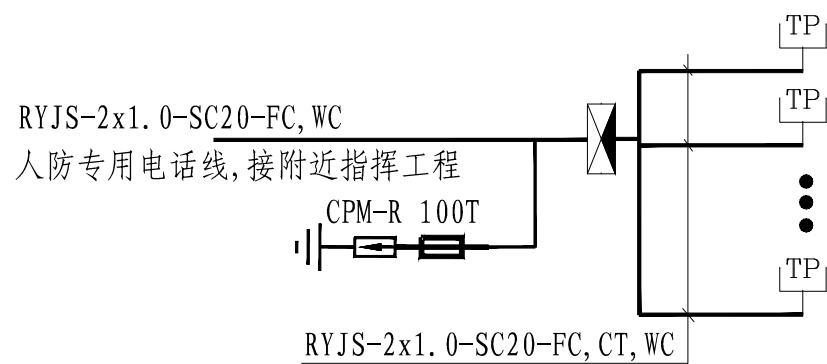 TP
RYJS-2x1.0-SC20-FC,WC
TP
人防专用电话线,接附近指挥工程
CPM-R 100T
TP
RYJS-2x1.0-SC20-FC,CT,WC